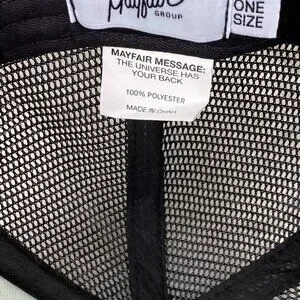 Mayfair
GROUP
ONE
SIZE
MAYFAIR MESSAGE:
THE UNIVERSE HAS
YOUR BACK
100% POLYESTER
MADE IN CHINA